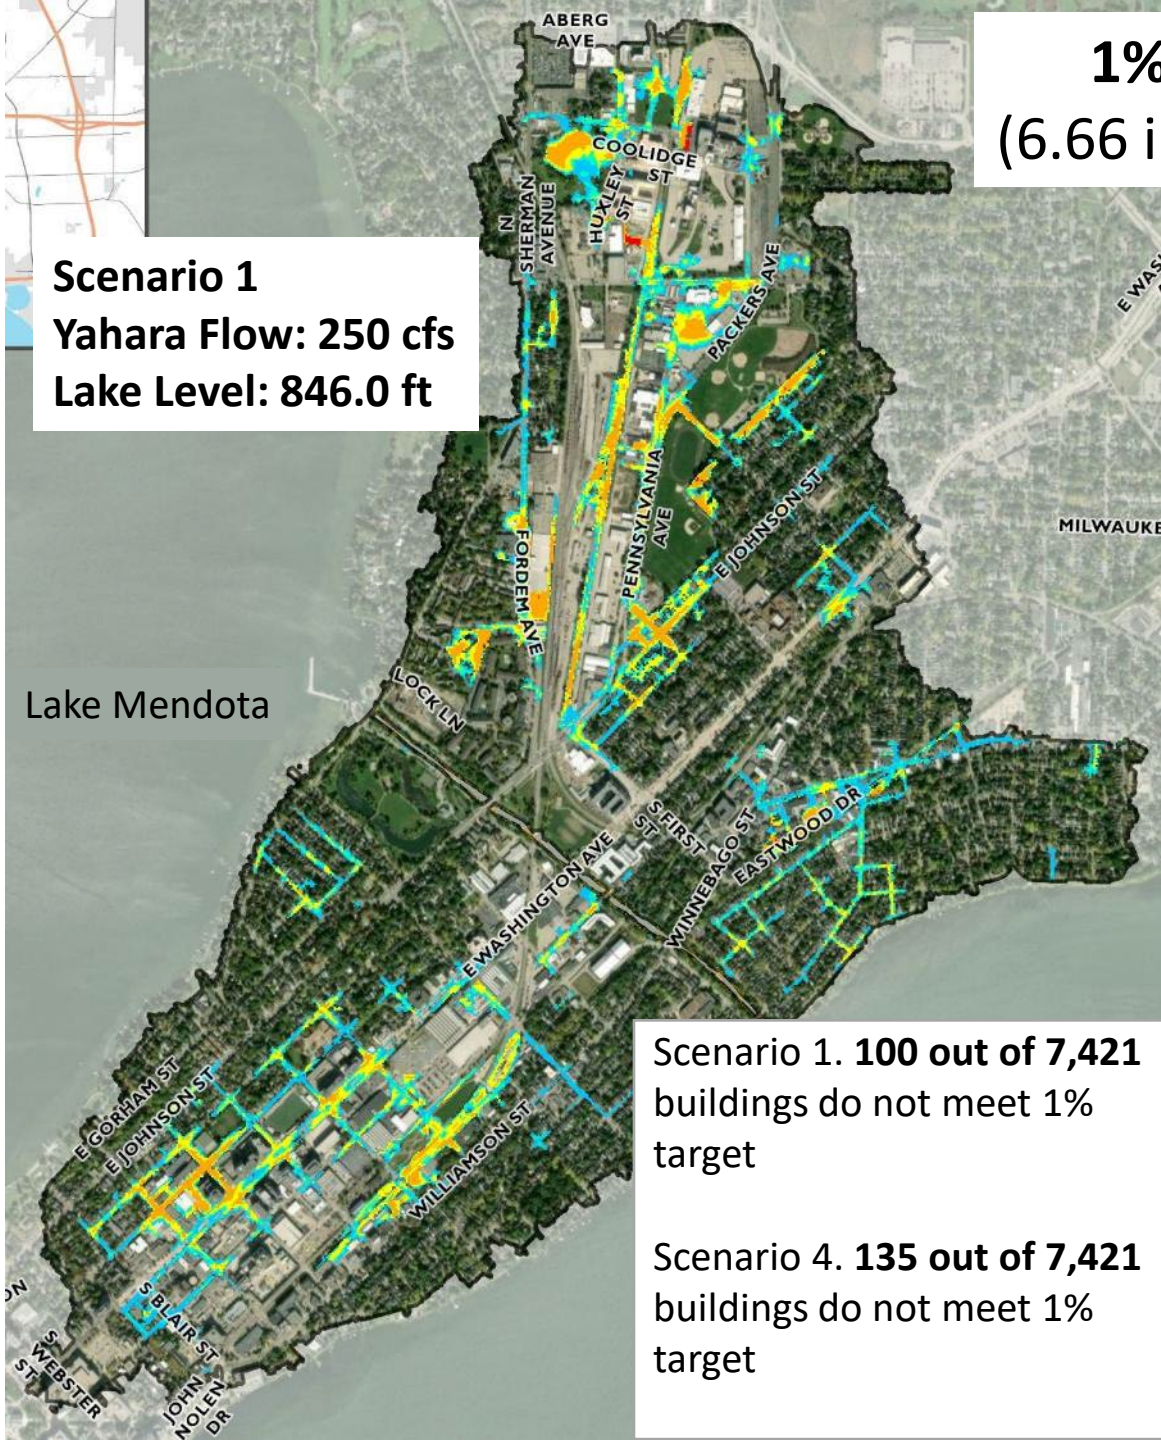 ABERG
AVE
1%
(6.66 i
COOLIDGE
ST
HUXLEY
ST
N
SHERMAN
AVENUE
Scenario 1
Yahara Flow: 250 cfs
Lake Level: 846.0 ft
PACKERS AVE
E WAS
PENNSYLVANIA
AVE
E JOHNSON ST
MILWAUKE
FORDEM AVE
Lake Mendota
LOCK LN
S FIRST
ST
WINNEBAGO ST
EASTWOOD DR
E WASHINGTON AVE
E GORHAM ST
E JOHNSON ST
WILLIAMSON ST
Scenario 1. 100 out of 7,421
buildings do not meet 1%
target
Scenario 4. 135 out of 7,421
buildings do not meet 1%
target
ON
S BLAIR ST
S
WEBSTER
ST
JOHN
NOLEN
DR